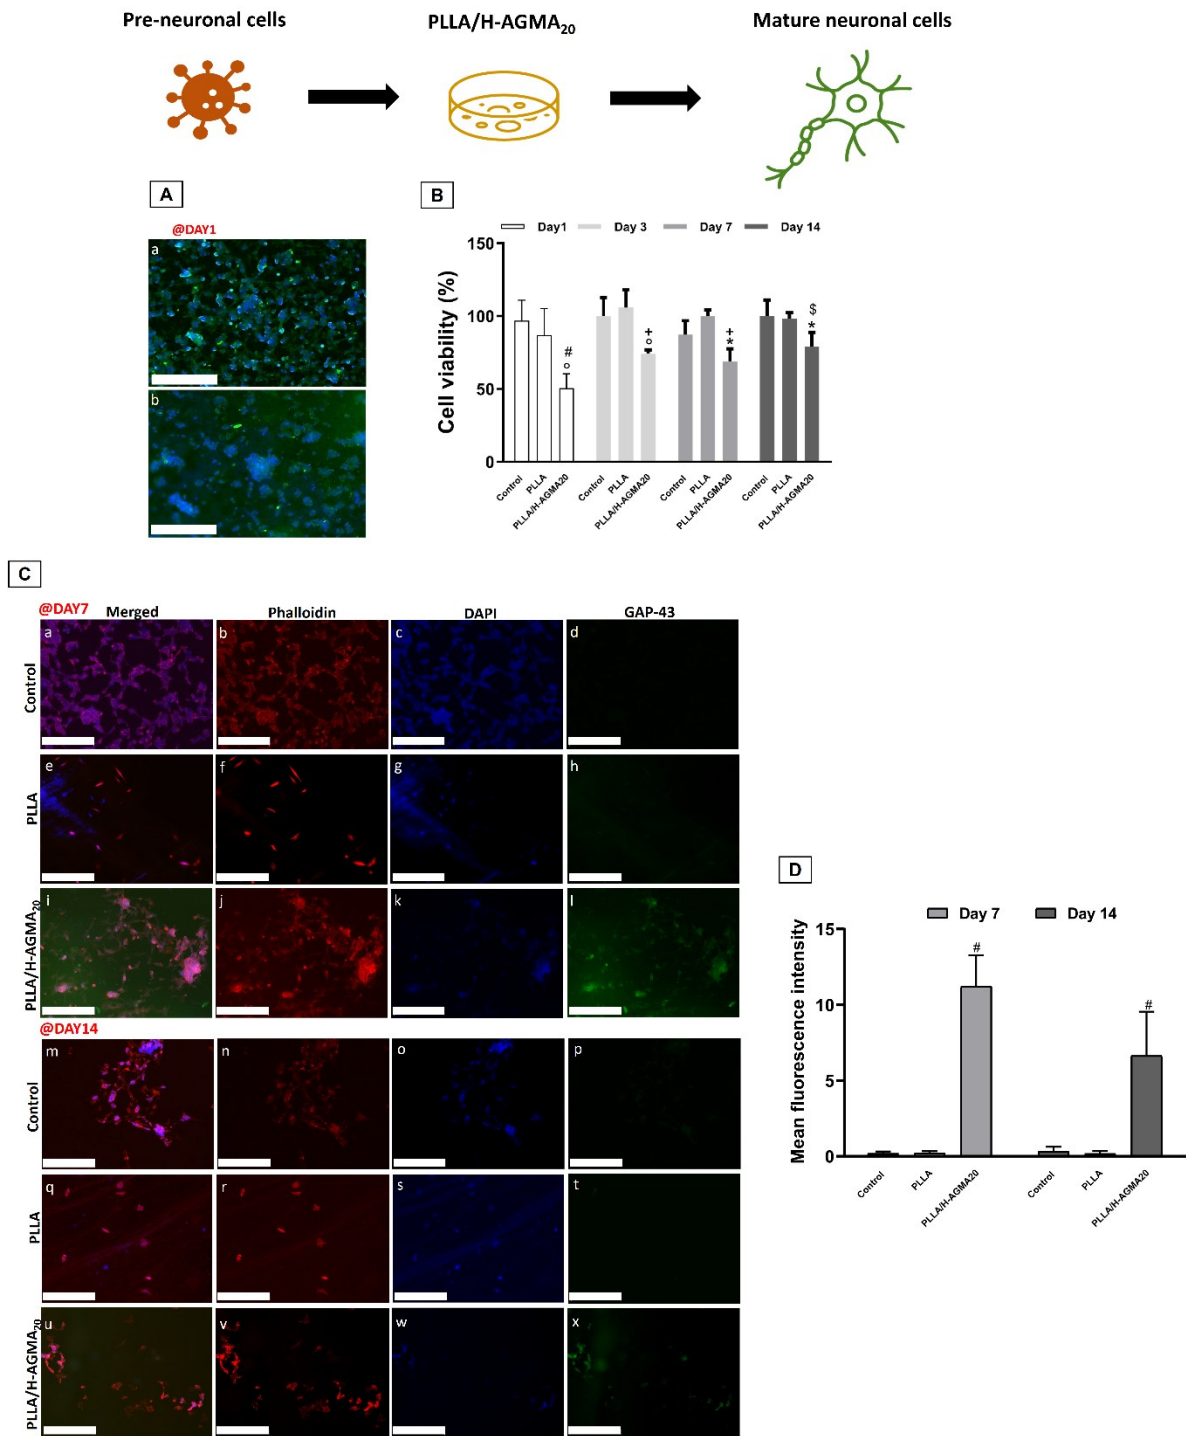 Pre-neuronal cells
PLLA/H-AGMA20
Mature neuronal cells
A
@DAY1
a
b
B
Day1
Day 3
Day 7
Day 14
Cell viability (%)
150
100
50
0
#
o
+
o
+
*
$
*
Control
PLLA
PLLA/H-AGMA20
Control
PLLA
PLLA/H-AGMA20
Control
PLLA
PLLA/H-AGMA20
Control
PLLA
PLLA/H-AGMA20
C
@DAY7
Merged
Phalloidin
DAPI
GAP-43
Control
a
b
c
d
PLLA
e
f
g
h
PLLA/H-AGMA20
i
j
k
l
@DAY14
Control
m
n
o
p
PLLA
q
r
s
t
PLLA/H-AGMA20
u
v
w
x
D
Day 7
Day 14
Mean fluorescence intensity
15
10
5
0
#
#
Control
PLLA
PLLA/H-AGMA20
Control
PLLA
PLLA/H-AGMA20